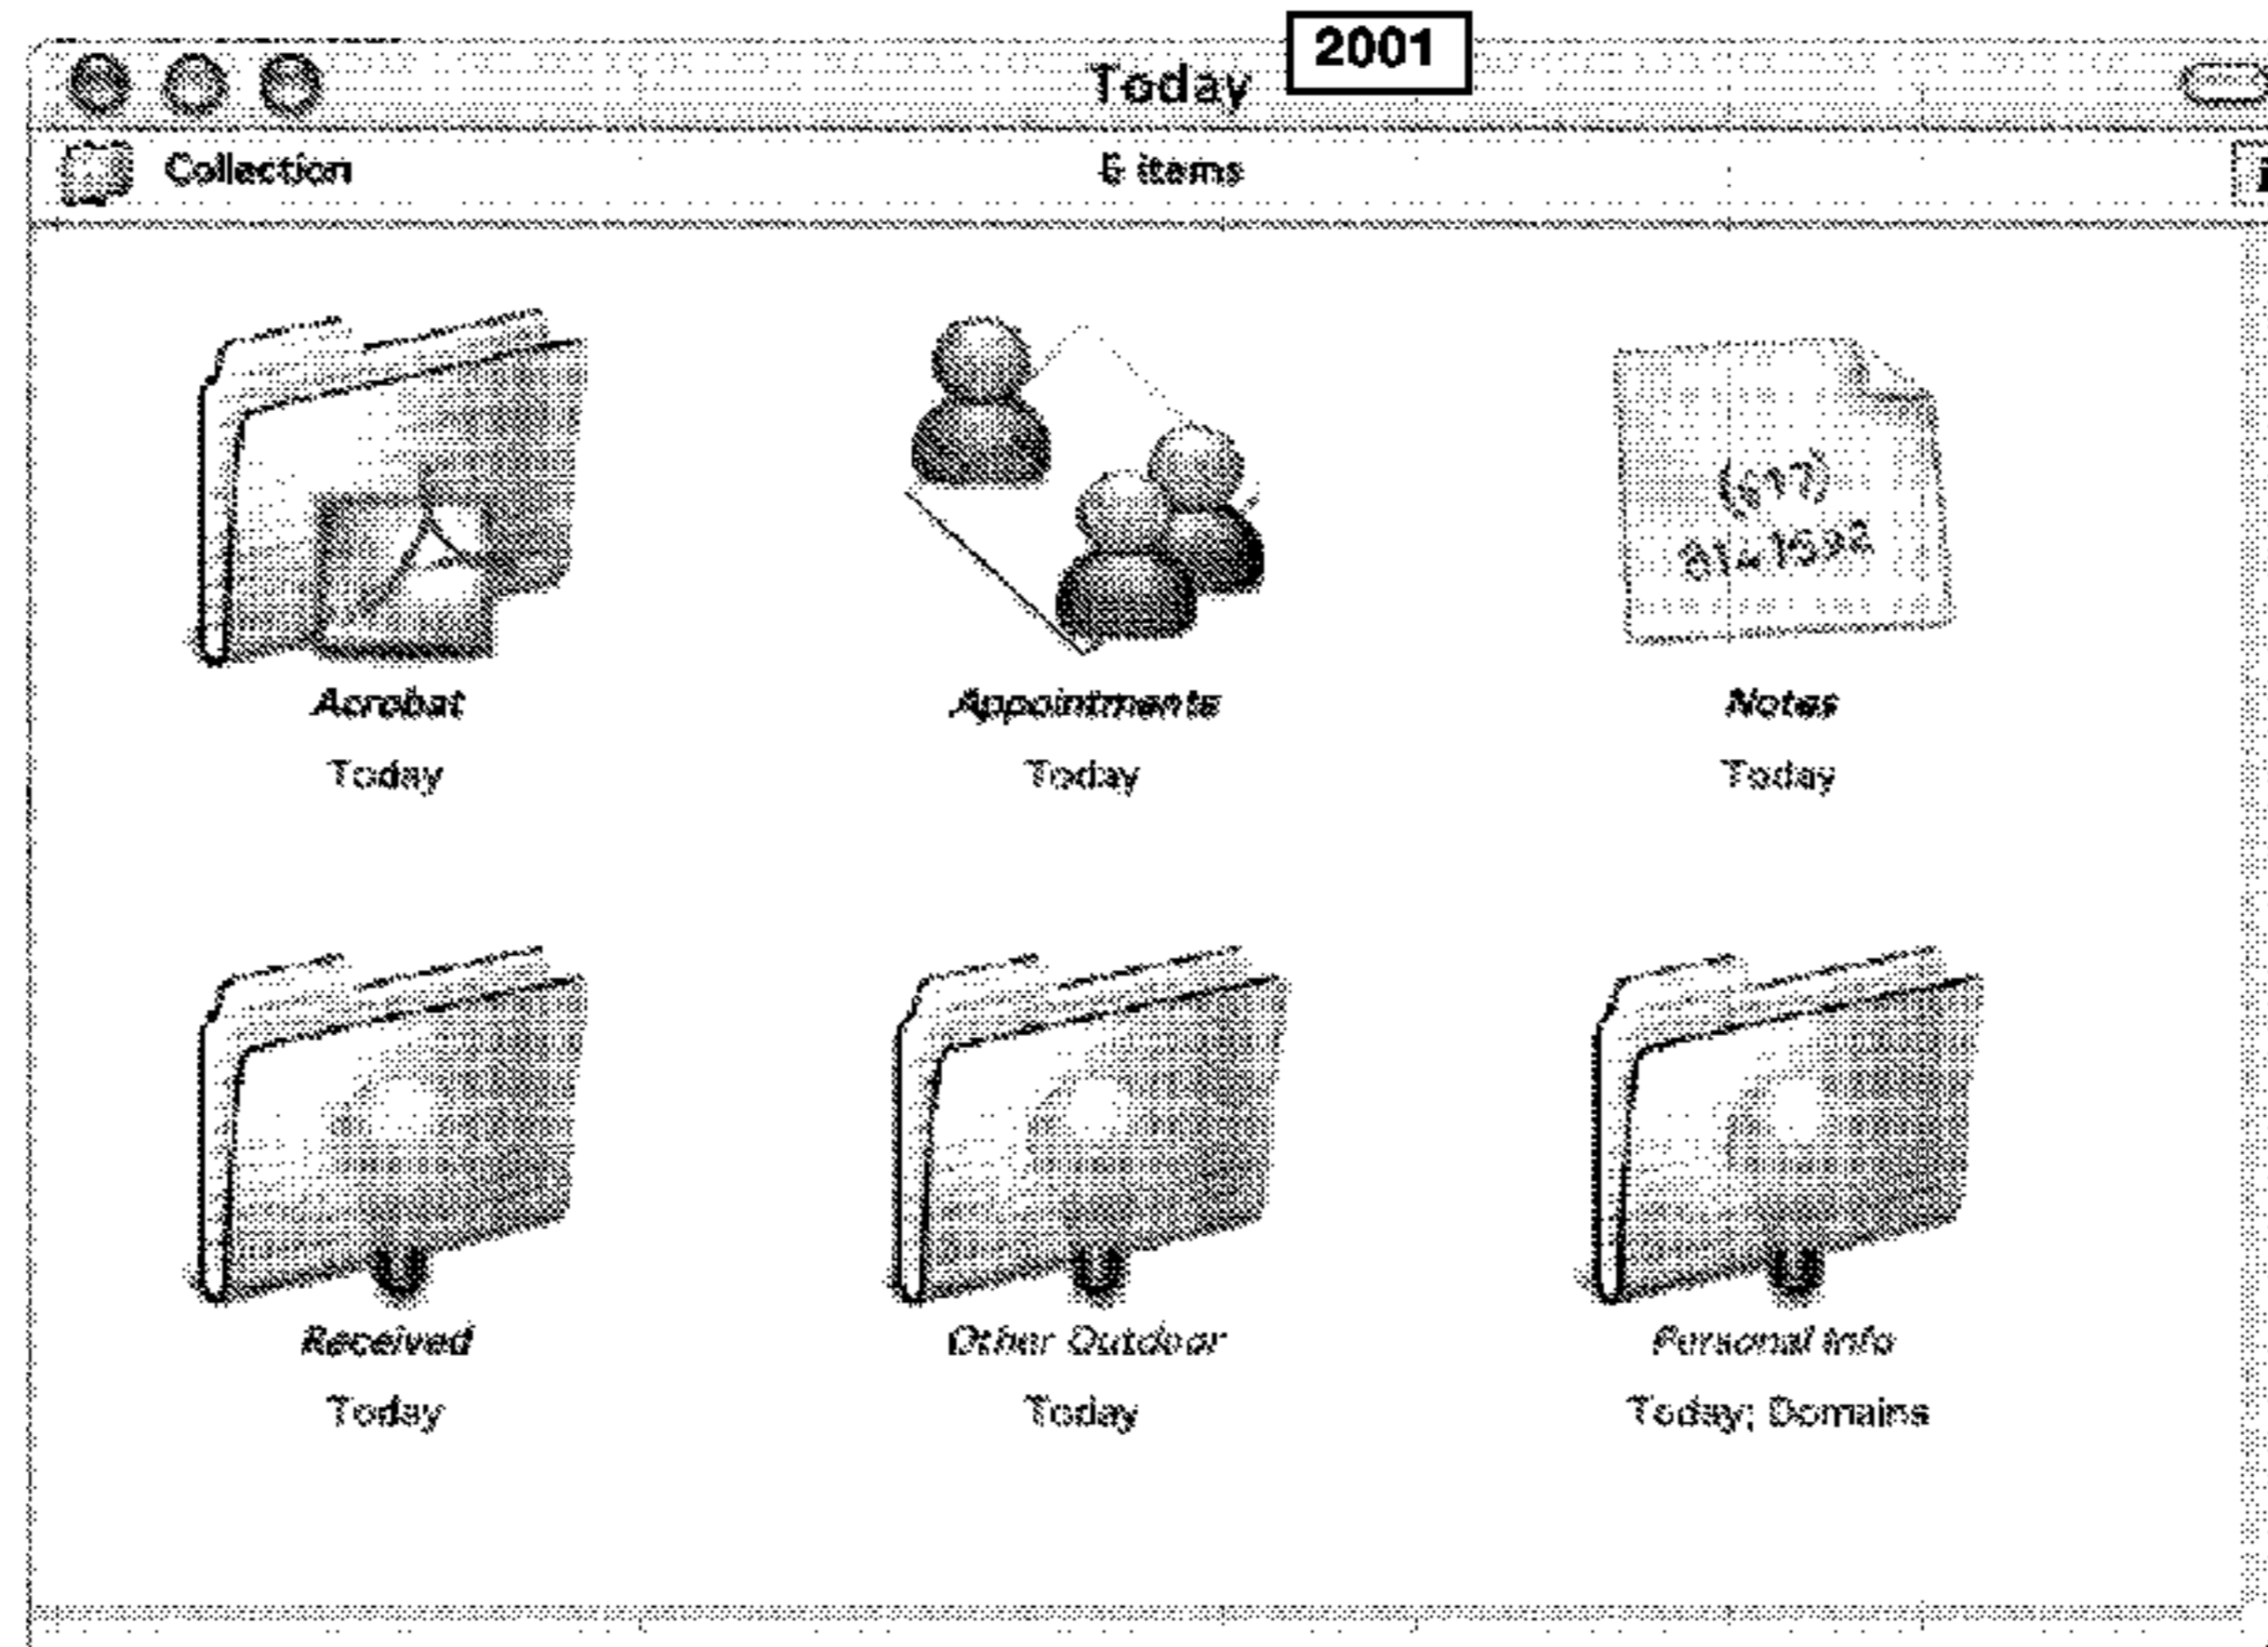 2001
Today
Collection
6 items
Acrobat
Appointments
Notes
Today
Today
Today
Received
Other Outdoor
Personal Info
Today
Today
Today; Domains